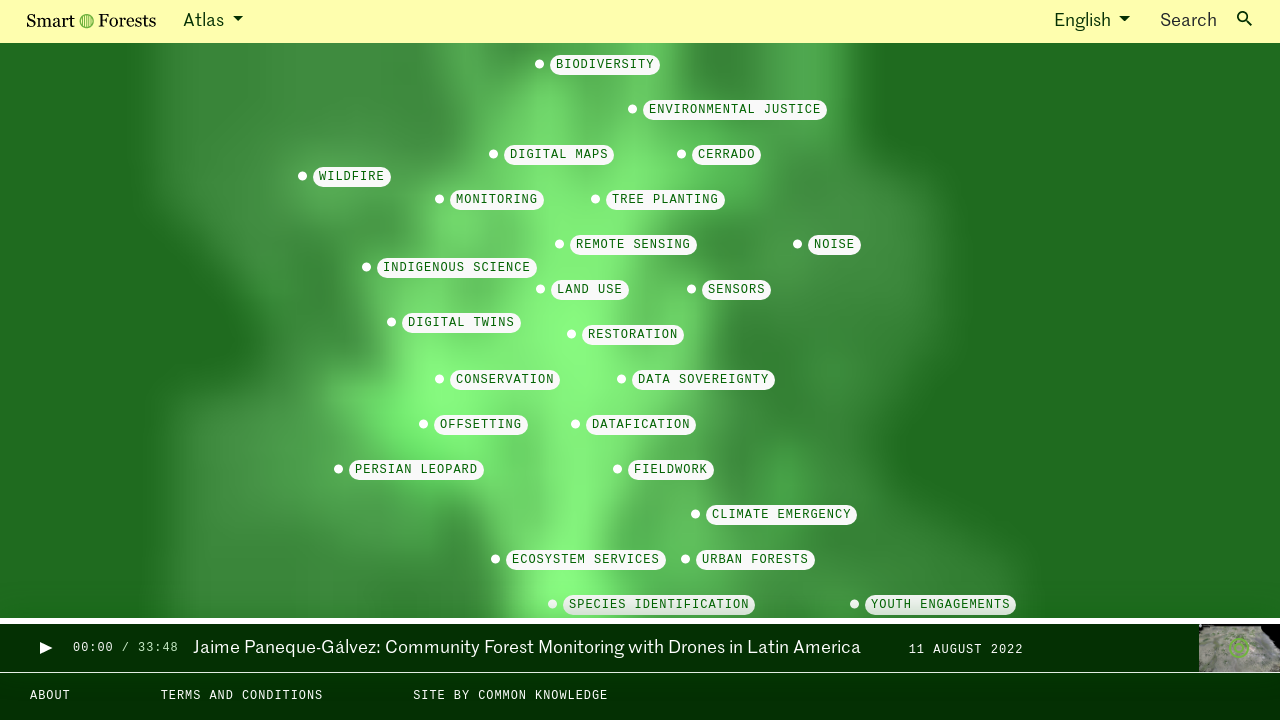 Smart Forests Atlas English Search
BIODIVERSITY
ENVIRONMENTAL JUSTICE
DIGITAL MAPS CERRADO
WILDFIRE
MONITORING TREE PLANTING
REMOTE SENSING NOISE
INDIGENOUS SCIENCE
LAND USE SENSORS
DIGITAL TWINS
RESTORATION
CONSERVATION DATA SOVEREIGNTY
OFFSETTING DATAFICATION
PERSIAN LEOPARD FIELDWORK
CLIMATE EMERGENCY
ECOSYSTEM SERVICES URBAN FORESTS
SPECIES IDENTIFICATION YOUTH ENGAGEMENTS
00:00 / 33:48 Jaime Paneque-Gálvez: Community Forest Monitoring with Drones in Latin America 11 AUGUST 2022
ABOUT TERMS AND CONDITIONS SITE BY COMMON KNOWLEDGE